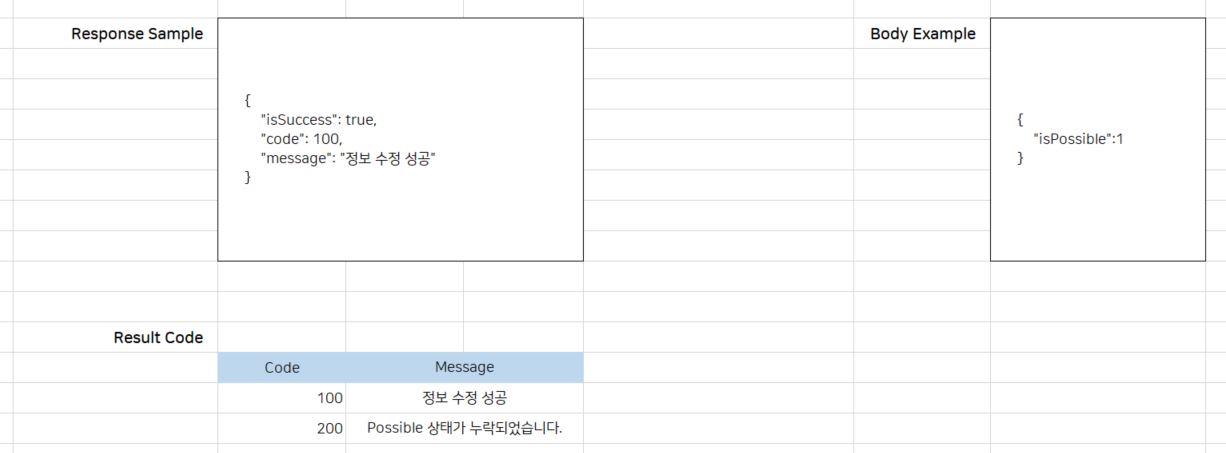 Response Sample
{
"isSuccess": true,
"code": 100,
"message": "정보 수정 성공"
}
Body Example
{
"isPossible":1
}
Result Code
Code Message
100 정보 수정 성공
200 Possible 상태가 누락되었습니다.